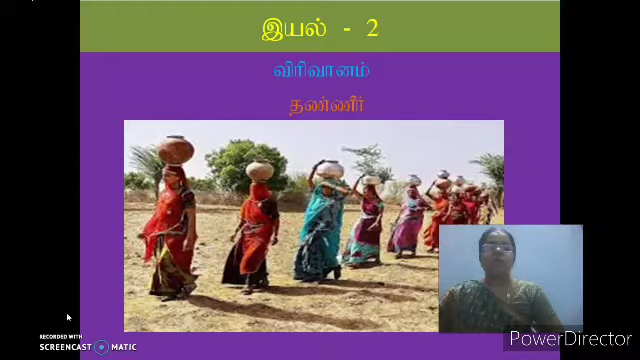 இயல் - 2
விரிவானம்
தண்ணீர்
RECORDED WITH
SCREENCAST MATIC
PowerDirector